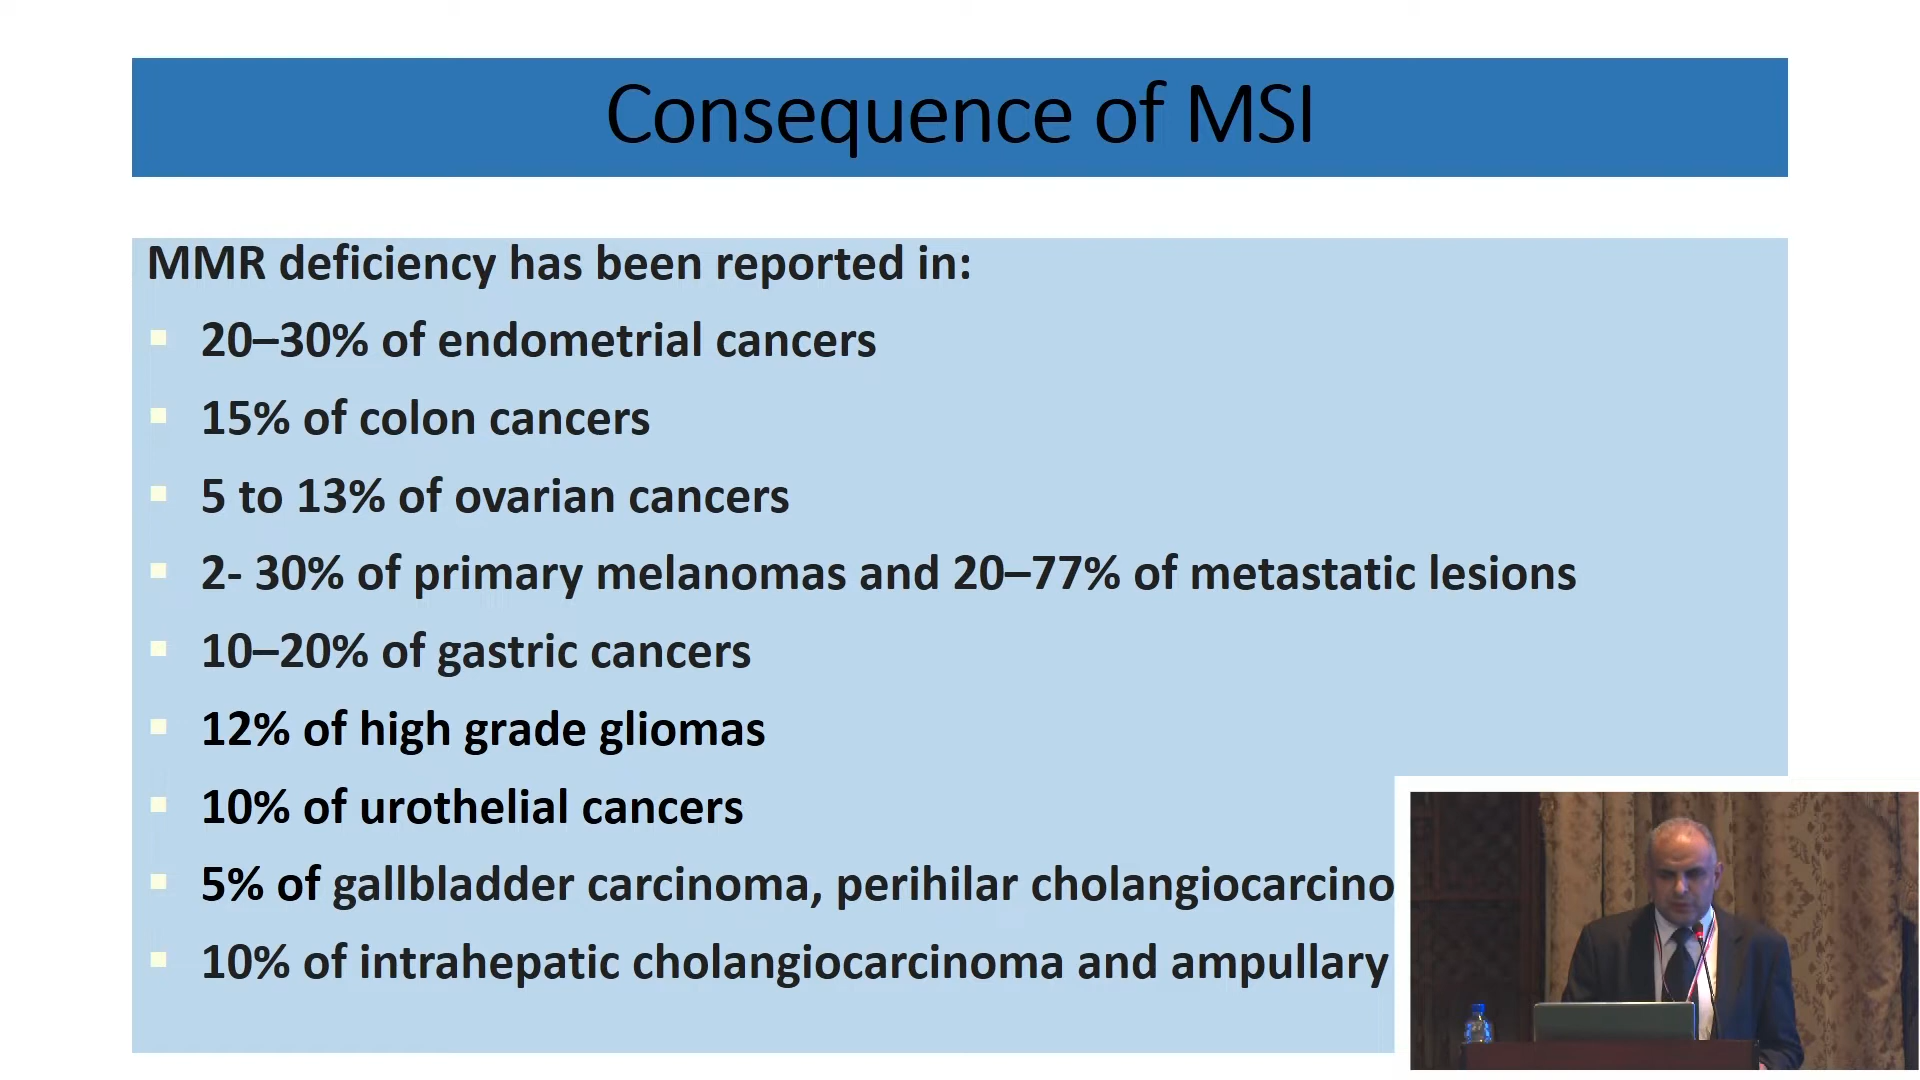 Consequence of MSI
MMR deficiency has been reported in:
20–30% of endometrial cancers
15% of colon cancers
5 to 13% of ovarian cancers
2- 30% of primary melanomas and 20–77% of metastatic lesions
10–20% of gastric cancers
12% of high grade gliomas
10% of urothelial cancers
5% of gallbladder carcinoma, perihilar cholangiocarcino
10% of intrahepatic cholangiocarcinoma and ampullary